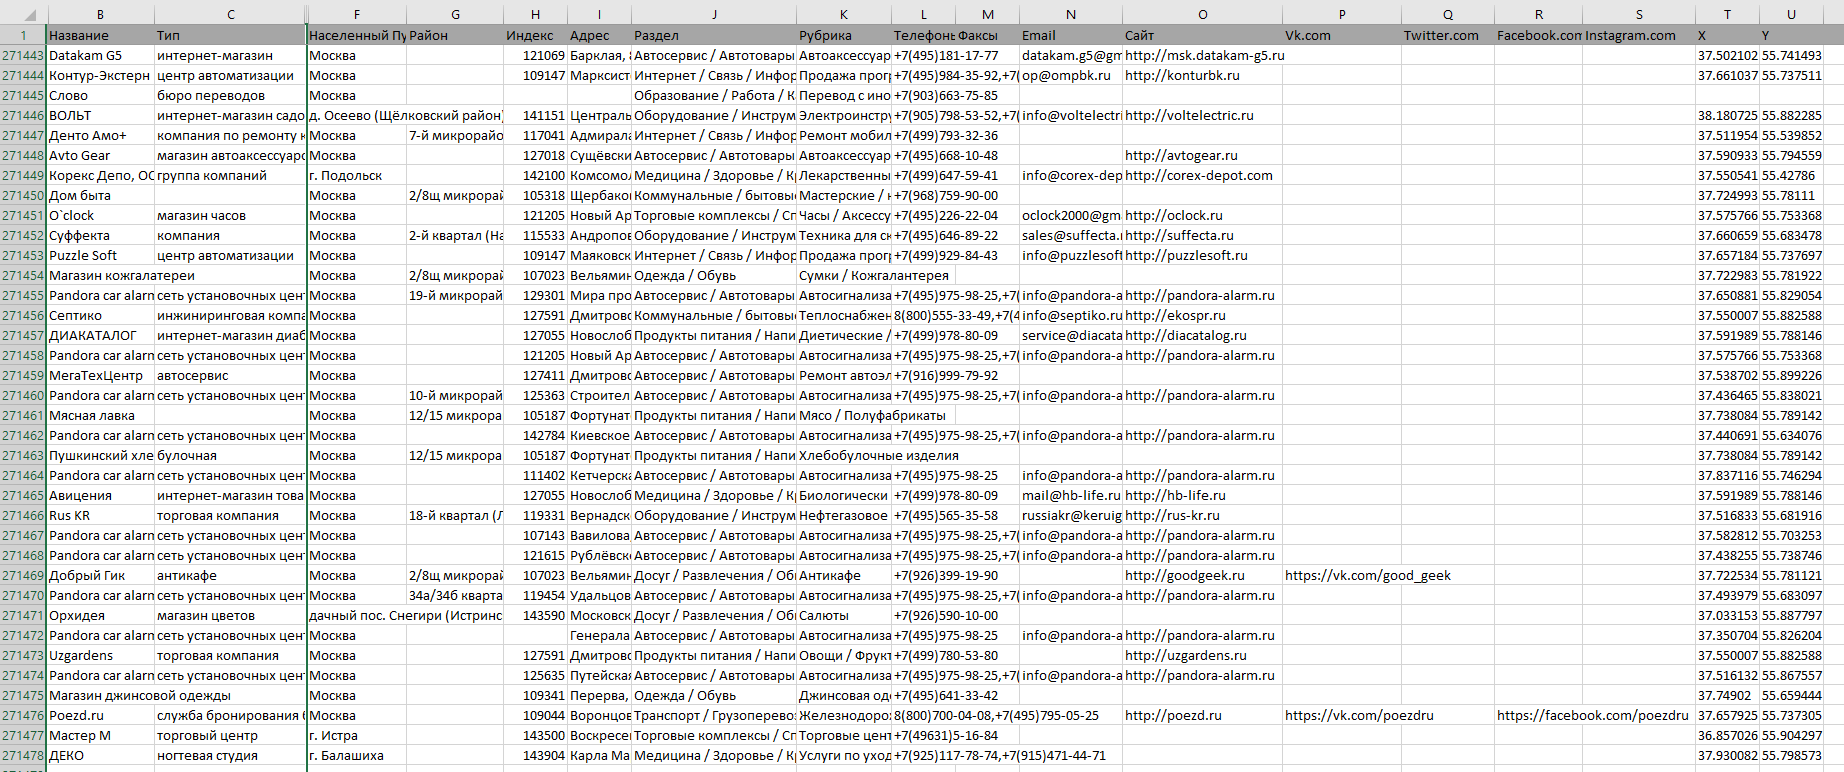 B C F G H I J K L M N O P Q R S T U
1 Название Тип Населенный Пу Район Индекс Адрес Раздел Рубрика Телефоны Факсы Email Сайт Vk.com Twitter.com Facebook.com Instagram.com X Y
271443 Datakam G5 интернет-магазин Москва 121069 Барклая, Автосервис / Автотовары Автоаксессуар +7(495)181-17-77 datakam.g5@gm http://msk.datakam-g5.ru 37.502102 55.741493
271444 Контур-Экстерн центр автоматизации Москва 109147 Марксист Интернет / Связь / Инфор Продажа прог +7(495)984-35-92,+7( op@ompbk.ru http://konturbk.ru 37.661037 55.737511
271445 Слово бюро переводов Москва Образование / Работа / К Перевод с ино +7(903)663-75-85
271446 ВОЛЬТ интернет-магазин садо д. Осеево (Щёлковский район) 141151 Централь Оборудование / Инструм Электроинстру +7(905)798-53-52,+7( info@voltelectri http://voltelectric.ru 38.180725 55.882285
271447 Денто Амо+ компания по ремонту к Москва 7-й микрорайо 117041 Адмирала Интернет / Связь / Инфор Ремонт мобил +7(499)793-32-36 37.511954 55.539852
271448 Avto Gear магазин автоаксессуаро Москва 127018 Сущёвски Автосервис / Автотовары Автоаксессуар +7(495)668-10-48 http://avtogear.ru 37.590933 55.794559
271449 Корекс Депо, ОС группа компаний г. Подольск 142100 Комсомол Медицина / Здоровье / Кр Лекарственны +7(499)647-59-41 info@corex-dep http://corex-depot.com 37.550541 55.42786
271450 Дом быта Москва 2/8щ микрорай 105318 Щербако Коммунальные / бытовые Мастерские / н +7(968)759-90-00 37.724993 55.78111
271451 O`clock магазин часов Москва 121205 Новый Ар Торговые комплексы / Сп Часы / Аксессу +7(495)226-22-04 oclock2000@gma http://oclock.ru 37.575766 55.753368
271452 Суффекта компания Москва 2-й квартал (На 115533 Андропов Оборудование / Инструм Техника для ск +7(495)646-89-22 sales@suffecta.r http://suffecta.ru 37.660659 55.683478
271453 Puzzle Soft центр автоматизации Москва 109147 Маяковск Интернет / Связь / Инфор Продажа прог +7(499)929-84-43 info@puzzlesoft http://puzzlesoft.ru 37.657184 55.737697
271454 Магазин кожгалатереи Москва 2/8щ микрорай 107023 Вельямин Одежда / Обувь Сумки / Кожгалантерея 37.722983 55.781922
271455 Pandora car alarm сеть установочных цент Москва 19-й микрорай 129301 Мира про Автосервис / Автотовары Автосигнализа +7(495)975-98-25,+7( info@pandora-a http://pandora-alarm.ru 37.650881 55.829054
271456 Септико инжиниринговая компа Москва 127591 Дмитровс Коммунальные / бытовые Теплоснабжен 8(800)555-33-49,+7(4 info@septiko.ru http://ekospr.ru 37.550007 55.882588
271457 ДИАКАТАЛОГ интернет-магазин диаб Москва 127055 Новослоб Продукты питания / Напи Диетические / +7(499)978-80-09 service@diacata http://diacatalog.ru 37.591989 55.788146
271458 Pandora car alarm сеть установочных цент Москва 121205 Новый Ар Автосервис / Автотовары Автосигнализа +7(495)975-98-25,+7( info@pandora-a http://pandora-alarm.ru 37.575766 55.753368
271459 МегаТехЦентр автосервис Москва 127411 Дмитровс Автосервис / Автотовары Ремонт автоэл +7(916)999-79-92 37.538702 55.899226
271460 Pandora car alarm сеть установочных цент Москва 10-й микрорай 125363 Строител Автосервис / Автотовары Автосигнализа +7(495)975-98-25,+7( info@pandora-a http://pandora-alarm.ru 37.436465 55.838021
271461 Мясная лавка Москва 12/15 микрора 105187 Фортунат Продукты питания / Напи Мясо / Полуфабрикаты 37.738084 55.789142
271462 Pandora car alarm сеть установочных цент Москва 142784 Киевское Автосервис / Автотовары Автосигнализа +7(495)975-98-25,+7( info@pandora-a http://pandora-alarm.ru 37.440691 55.634076
271463 Пушкинский хле булочная Москва 12/15 микрора 105187 Фортунат Продукты питания / Напи Хлебобулочные изделия 37.738084 55.789142
271464 Pandora car alarm сеть установочных цент Москва 111402 Кетчерска Автосервис / Автотовары Автосигнализа +7(495)975-98-25 info@pandora-a http://pandora-alarm.ru 37.837116 55.746294
271465 Авицения интернет-магазин това Москва 127055 Новослоб Медицина / Здоровье / Кр Биологически +7(499)978-80-09 mail@hb-life.ru http://hb-life.ru 37.591989 55.788146
271466 Rus KR торговая компания Москва 18-й квартал (Л 119331 Вернадск Оборудование / Инструм Нефтегазовое +7(495)565-35-58 russiakr@keruig http://rus-kr.ru 37.516833 55.681916
271467 Pandora car alarm сеть установочных цент Москва 107143 Вавилова, Автосервис / Автотовары Автосигнализа +7(495)975-98-25,+7( info@pandora-a http://pandora-alarm.ru 37.582812 55.703253
271468 Pandora car alarm сеть установочных цент Москва 121615 Рублёвск Автосервис / Автотовары Автосигнализа +7(495)975-98-25,+7( info@pandora-a http://pandora-alarm.ru 37.438255 55.738746
271469 Добрый Гик антикафе Москва 2/8щ микрорай 107023 Вельямин Досуг / Развлечения / Об Антикафе +7(926)399-19-90 http://goodgeek.ru https://vk.com/good_geek 37.722534 55.781121
271470 Pandora car alarm сеть установочных цент Москва 34а/34б кварта 119454 Удальцов Автосервис / Автотовары Автосигнализа +7(495)975-98-25,+7( info@pandora-a http://pandora-alarm.ru 37.493979 55.683097
271471 Орхидея магазин цветов дачный пос. Снегири (Истринс 143590 Московск Досуг / Развлечения / Об Салюты +7(926)590-10-00 37.033153 55.887797
271472 Pandora car alarm сеть установочных цент Москва Генерала Автосервис / Автотовары Автосигнализа +7(495)975-98-25 info@pandora-a http://pandora-alarm.ru 37.350704 55.826204
271473 Uzgardens торговая компания Москва 127591 Дмитровс Продукты питания / Напи Овощи / Фрукт +7(499)780-53-80 http://uzgardens.ru 37.550007 55.882588
271474 Pandora car alarm сеть установочных цент Москва 125635 Путейская Автосервис / Автотовары Автосигнализа +7(495)975-98-25,+7( info@pandora-a http://pandora-alarm.ru 37.516132 55.867557
271475 Магазин джинсовой одежды Москва 109341 Перерва, Одежда / Обувь Джинсовая од +7(495)641-33-42 37.74902 55.659444
271476 Poezd.ru служба бронирования б Москва 109044 Воронцов Транспорт / Грузоперевоз Железнодоро 8(800)700-04-08,+7(495)795-05-25 http://poezd.ru https://vk.com/poezdru https://facebook.com/poezdru 37.657925 55.737305
271477 Мастер М торговый центр г. Истра 143500 Воскресе Торговые комплексы / Сп Торговые цент +7(49631)5-16-84 36.857026 55.904297
271478 ДЕКО ногтевая студия г. Балашиха 143904 Карла Ма Медицина / Здоровье / Кр Услуги по уход +7(925)117-78-74,+7(915)471-44-71 37.930082 55.798573